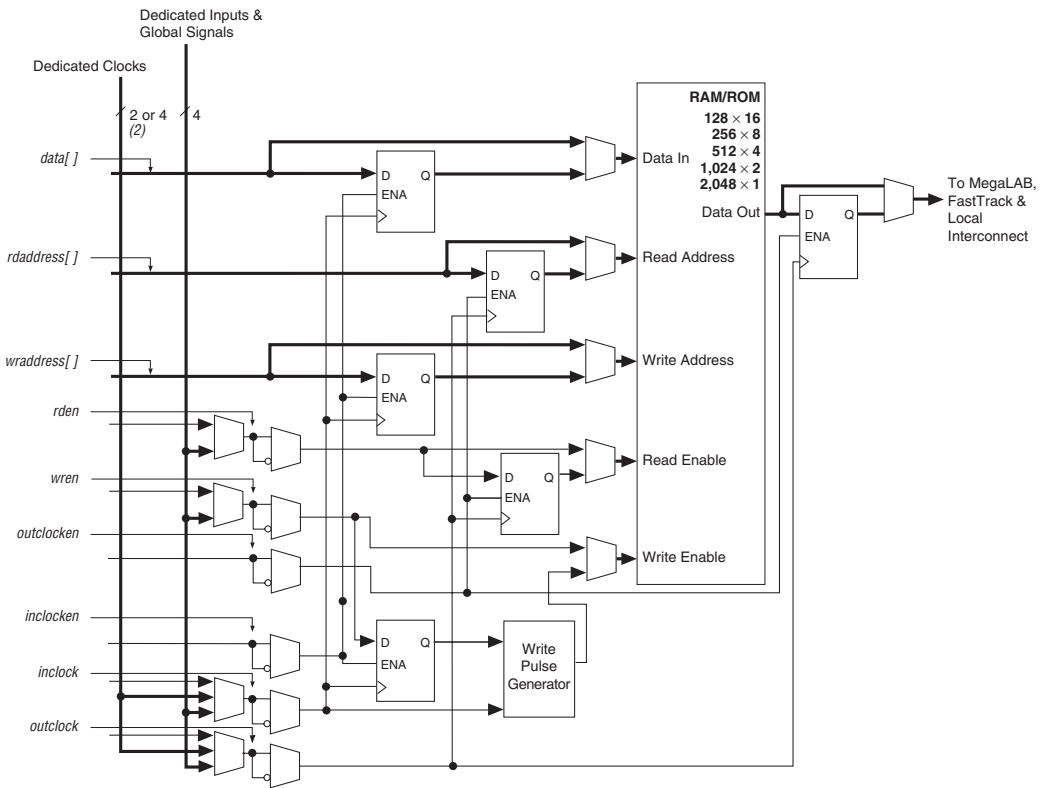 Dedicated Inputs &
Global Signals
Dedicated Clocks
2 or 4
(2)
4
RAM/ROM
128 × 16
256 × 8
512 × 4
1,024 × 2
2,048 × 1
data[ ]
D
Q
ENA
Data In
Data Out
D
Q
ENA
To MegaLAB,
FastTrack &
Local
Interconnect
rdaddress[ ]
D
Q
ENA
Read Address
wraddress[ ]
D
Q
ENA
Write Address
rden
D
Q
ENA
Read Enable
wren
outclocken
Write Enable
inclocken
D
Q
ENA
Write
Pulse
Generator
inclock
outclock